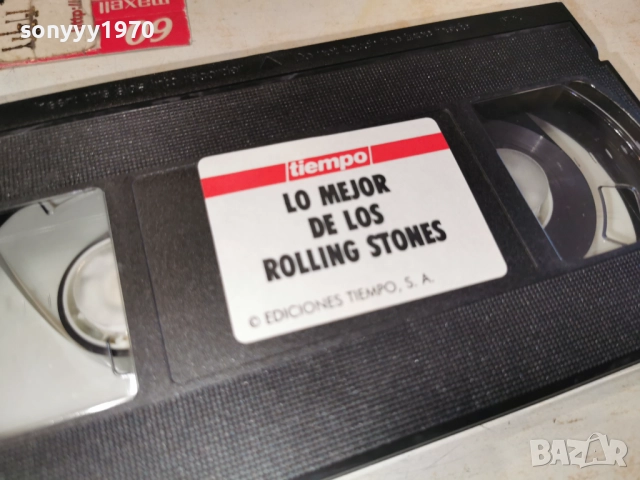 sonyyy1970
60
maxell
tiempo
LO MEJOR
DE LOS
ROLLING STONES
© EDICIONES TIEMPO, S. A.
BAZAR